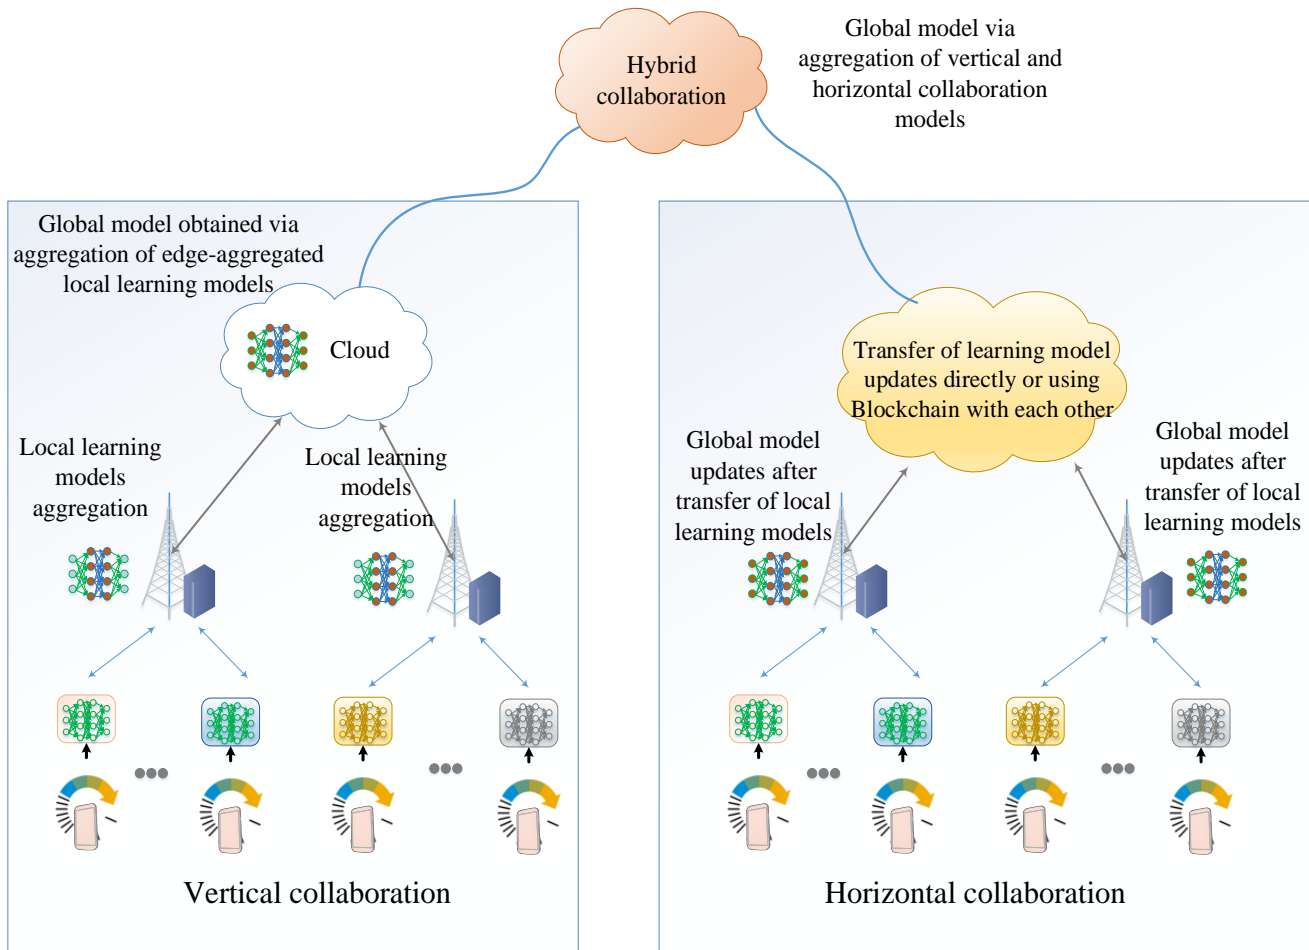 Hybrid
collaboration
Global model via
aggregation of vertical and
horizontal collaboration
models
Global model obtained via
aggregation of edge-aggregated
local learning models
Cloud
Local learning
models
aggregation
Local learning
models
aggregation
Vertical collaboration
Transfer of learning model
updates directly or using
Blockchain with each other
Global model
updates after
transfer of local
learning models
Global model
updates after
transfer of local
learning models
Horizontal collaboration